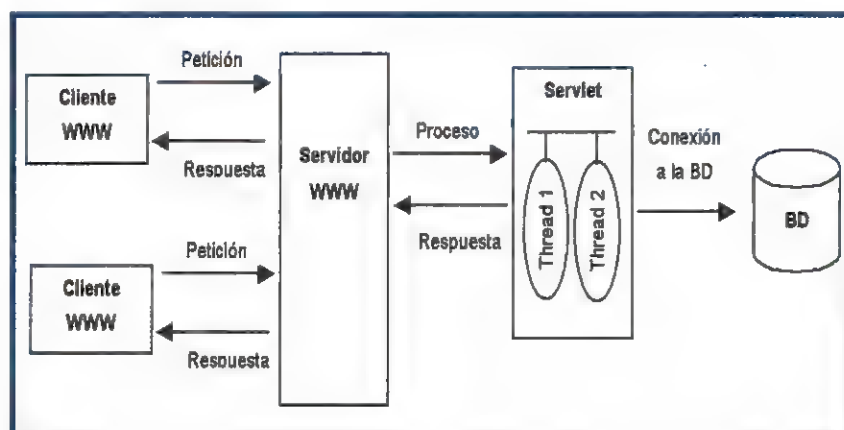 Petición
Cliente
WWW
Respuesta
Petición
Cliente
WWW
Respuesta
Servidor
WWW
Proceso
Respuesta
Servlet
Thread 1
Thread 2
Conexión
a la BD
BD